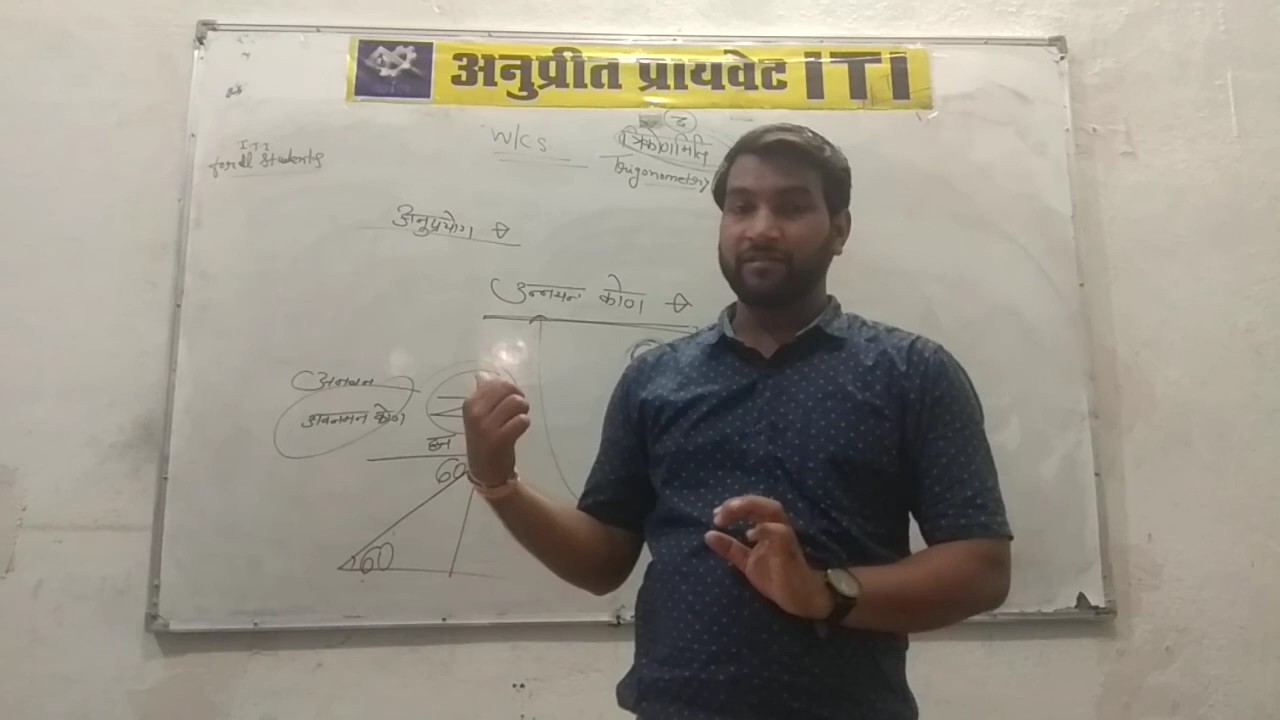 अनुप्रीत प्रायवेट ITI
W/CS
त्रिकोणमिति
Trigonometry
I.T.I
for all Students
अनुप्रयोग →
उन्नयन कोण →
अवनमन कोण
60
60